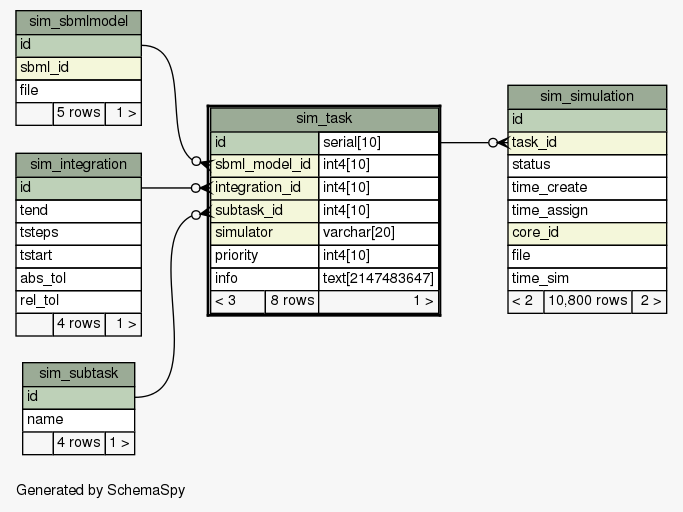 sim_sbmlmodel
id
sbml_id
file
5 rows 1 >
sim_integration
id
tend
tsteps
tstart
abs_tol
rel_tol
4 rows 1 >
sim_subtask
id
name
4 rows 1 >
sim_task
id serial[10]
sbml_model_id int4[10]
integration_id int4[10]
subtask_id int4[10]
simulator varchar[20]
priority int4[10]
info text[2147483647]
< 3 8 rows 1 >
sim_simulation
id
task_id
status
time_create
time_assign
core_id
file
time_sim
< 2 10,800 rows 2 >
Generated by SchemaSpy